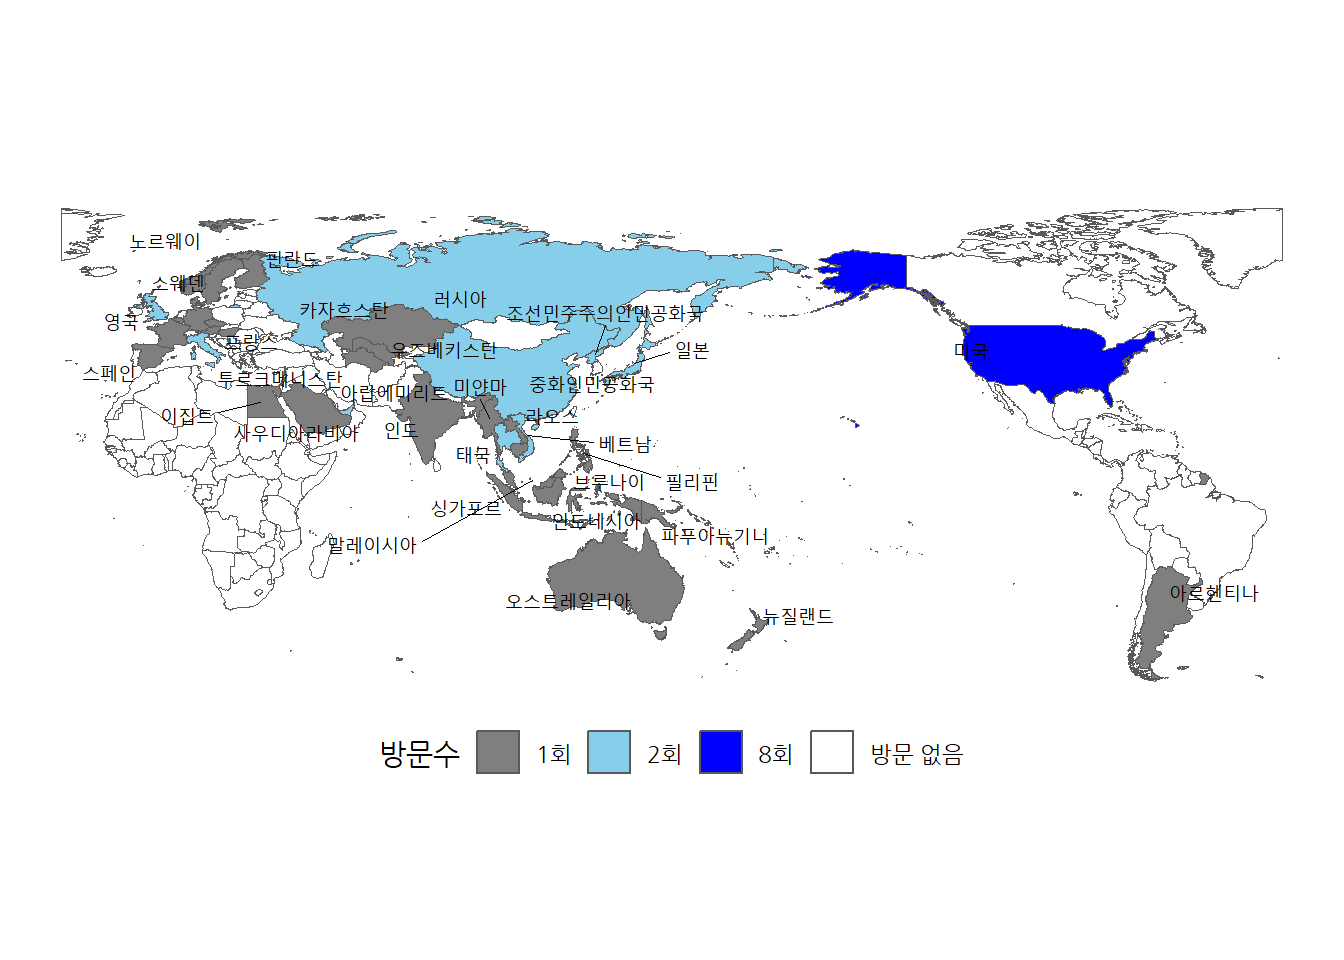 노르웨이
핀란드
소웨덴
러시아
카자흐스탄
조선민주주의인민공화국
영국
프랑스
우즈베키스탄
일본
미국
스페인
투르크메니스탄
아랍에미리트
미얀마
중화인민공화국
이집트
라오스
사우디아라비아
인도
베트남
태국
브루나이
필리핀
싱가포르
인도네시아
파푸아뉴기니
말레이시아
오스트레일리아
아르헨티나
뉴질랜드
방문수 1회 2회 8회 방문 없음